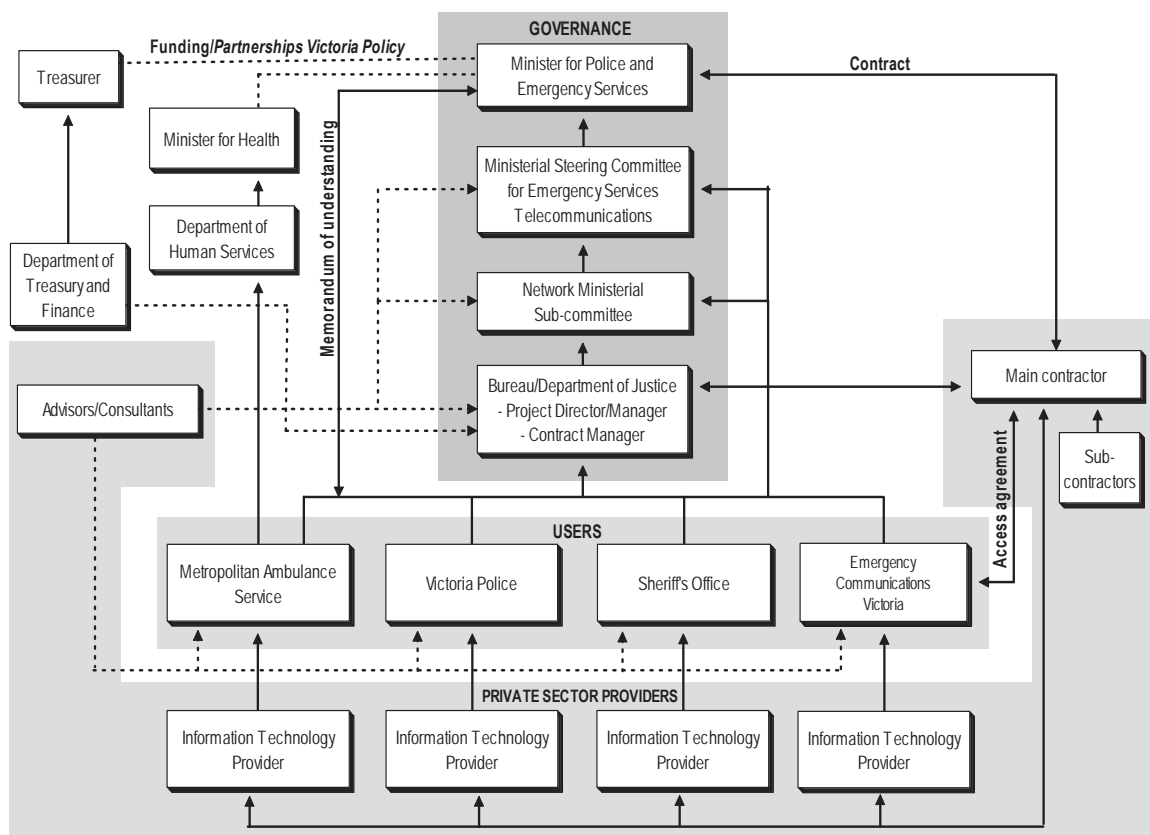 GOVERNANCE
Funding/Partnerships Victoria Policy
Treasurer
Minister for Police and
Emergency Services
Contract
Minister for Health
Memorandum of understanding
Ministerial Steering Committee
for Emergency Services
Telecommunications
Department of
Human Services
Department of
Treasury and
Finance
Network Ministerial
Sub-committee
Main contractor
Bureau/Department of Justice
- Project Director/Manager
- Contract Manager
Advisors/Consultants
Sub-
contractors
Access agreement
USERS
Metropolitan Ambulance
Service
Victoria Police
Sheriff's Office
Emergency
Communications
Victoria
PRIVATE SECTOR PROVIDERS
Information Technology
Provider
Information Technology
Provider
Information Technology
Provider
Information Technology
Provider